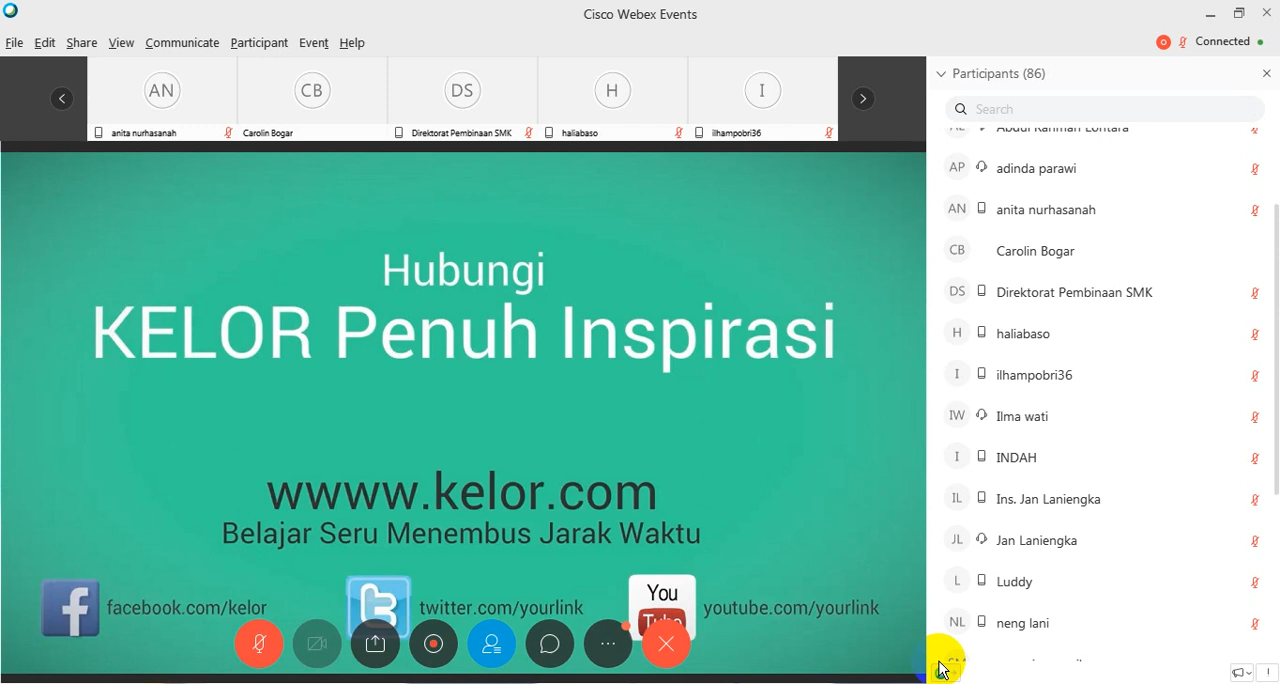 Cisco Webex Events
File Edit Share View Communicate Participant Event Help
Connected
AN
anita nurhasanah
CB
Carolin Bogar
DS
Direktorat Pembinaan SMK
H
haliabaso
I
ilhampobri36
Hubungi
KELOR Penuh Inspirasi
wwww.kelor.com
Belajar Seru Menembus Jarak Waktu
facebook.com/kelor
twitter.com/yourlink
You
Tube
youtube.com/yourlink
Participants (86)
Search
Abdul Rahman Lontara
AP adinda parawi
AN anita nurhasanah
CB Carolin Bogar
DS Direktorat Pembinaan SMK
H haliabaso
I ilhampobri36
IW Ilma wati
I INDAH
IL Ins. Jan Laniengka
JL Jan Laniengka
L Luddy
NL neng lani